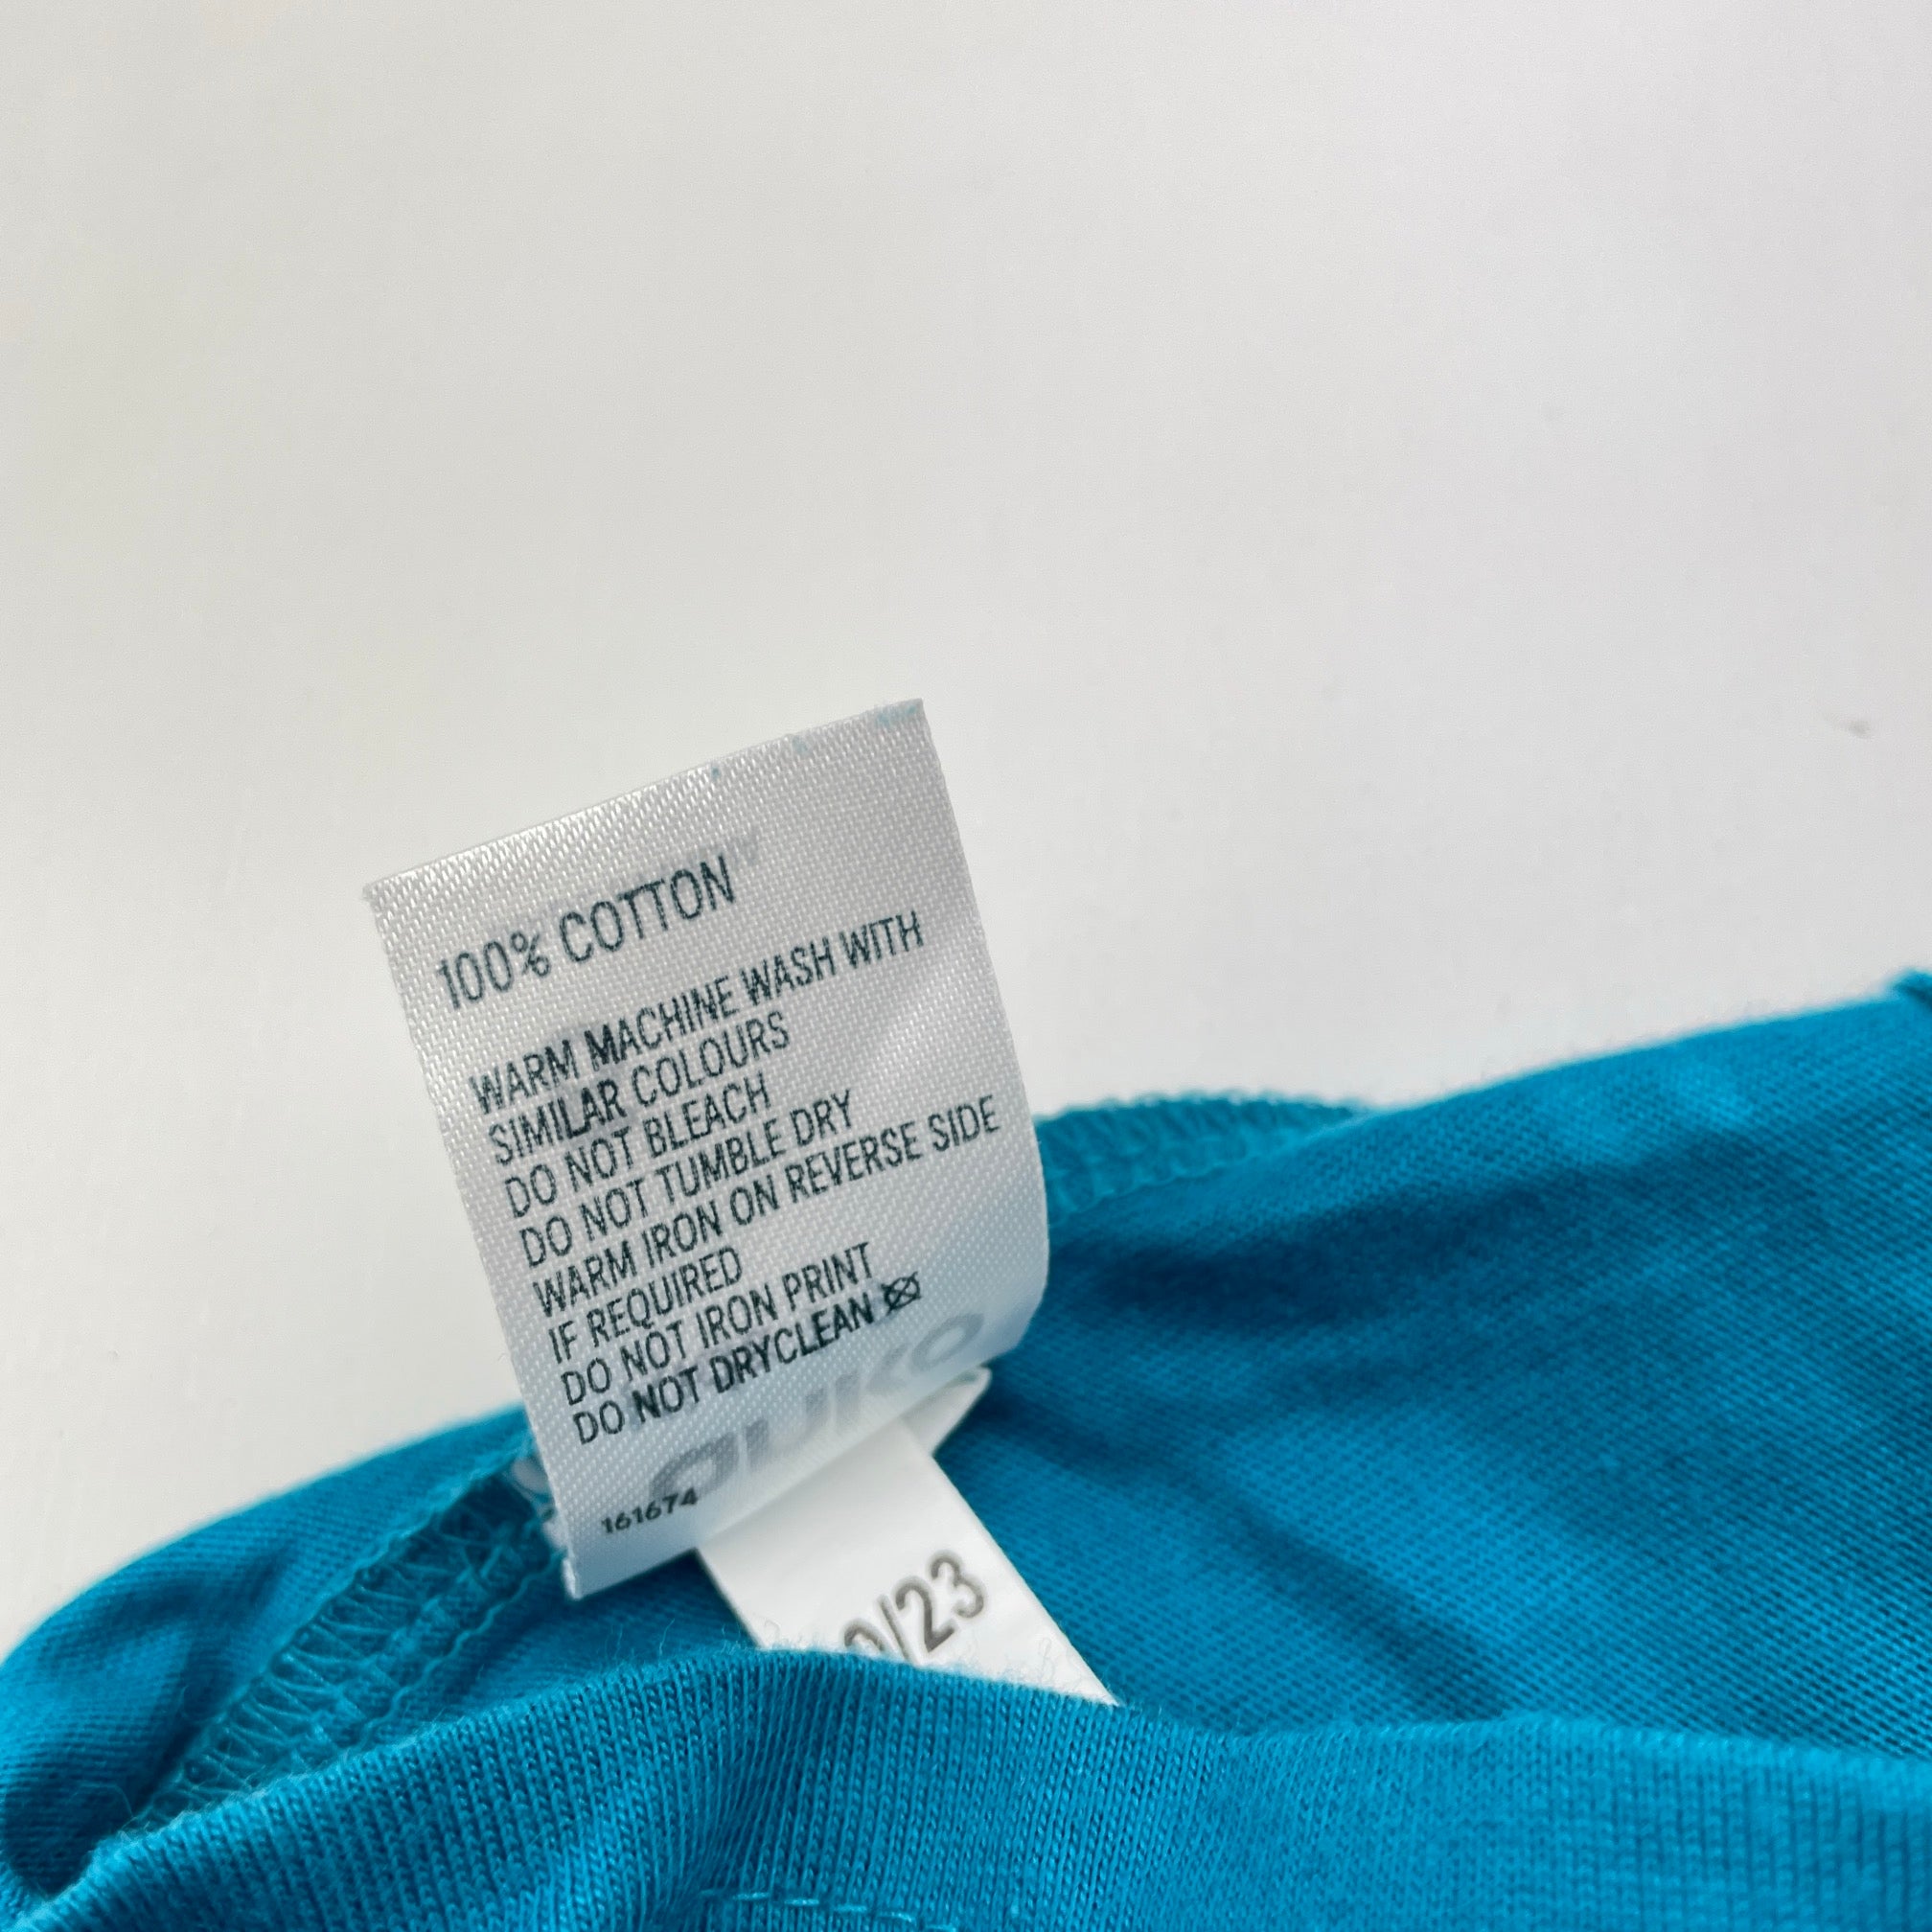 100% COTTON
WARM MACHINE WASH WITH
SIMILAR COLOURS
DO NOT BLEACH
DO NOT TUMBLE DRY
WARM IRON ON REVERSE SIDE
IF REQUIRED
DO NOT IRON PRINT
DO NOT DRYCLEAN
161674
/23